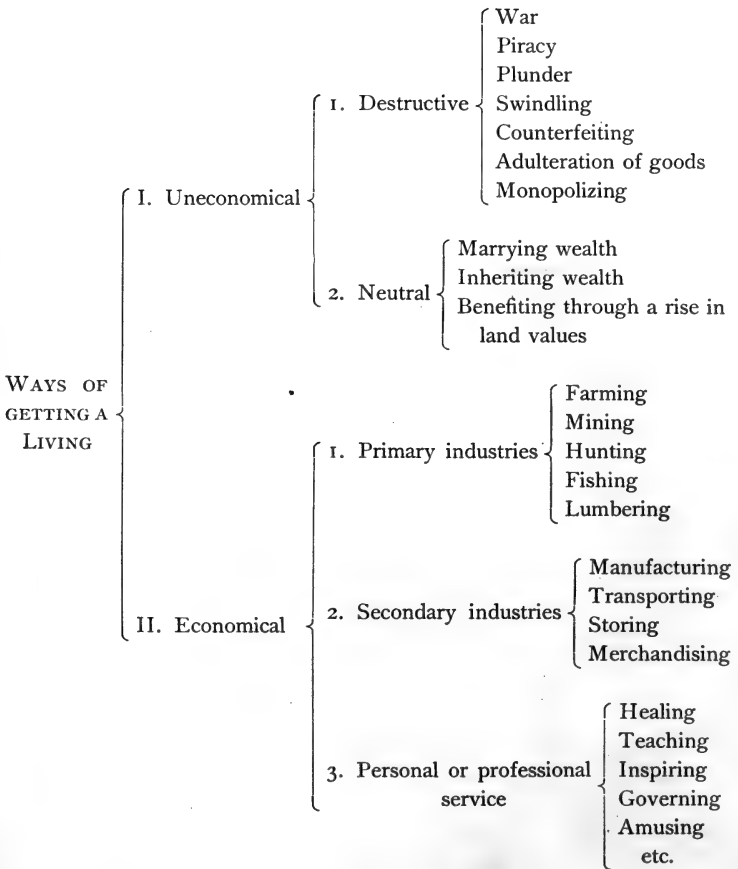 WAYS OF
GETTING A
LIVING
I. Uneconomical
1. Destructive
War
Piracy
Plunder
Swindling
Counterfeiting
Adulteration of goods
Monopolizing
2. Neutral
Marrying wealth
Inheriting wealth
Benefiting through a rise in
land values
II. Economical
1. Primary industries
Farming
Mining
Hunting
Fishing
Lumbering
2. Secondary industries
Manufacturing
Transporting
Storing
Merchandising
3. Personal or professional
service
Healing
Teaching
Inspiring
Governing
Amusing
etc.